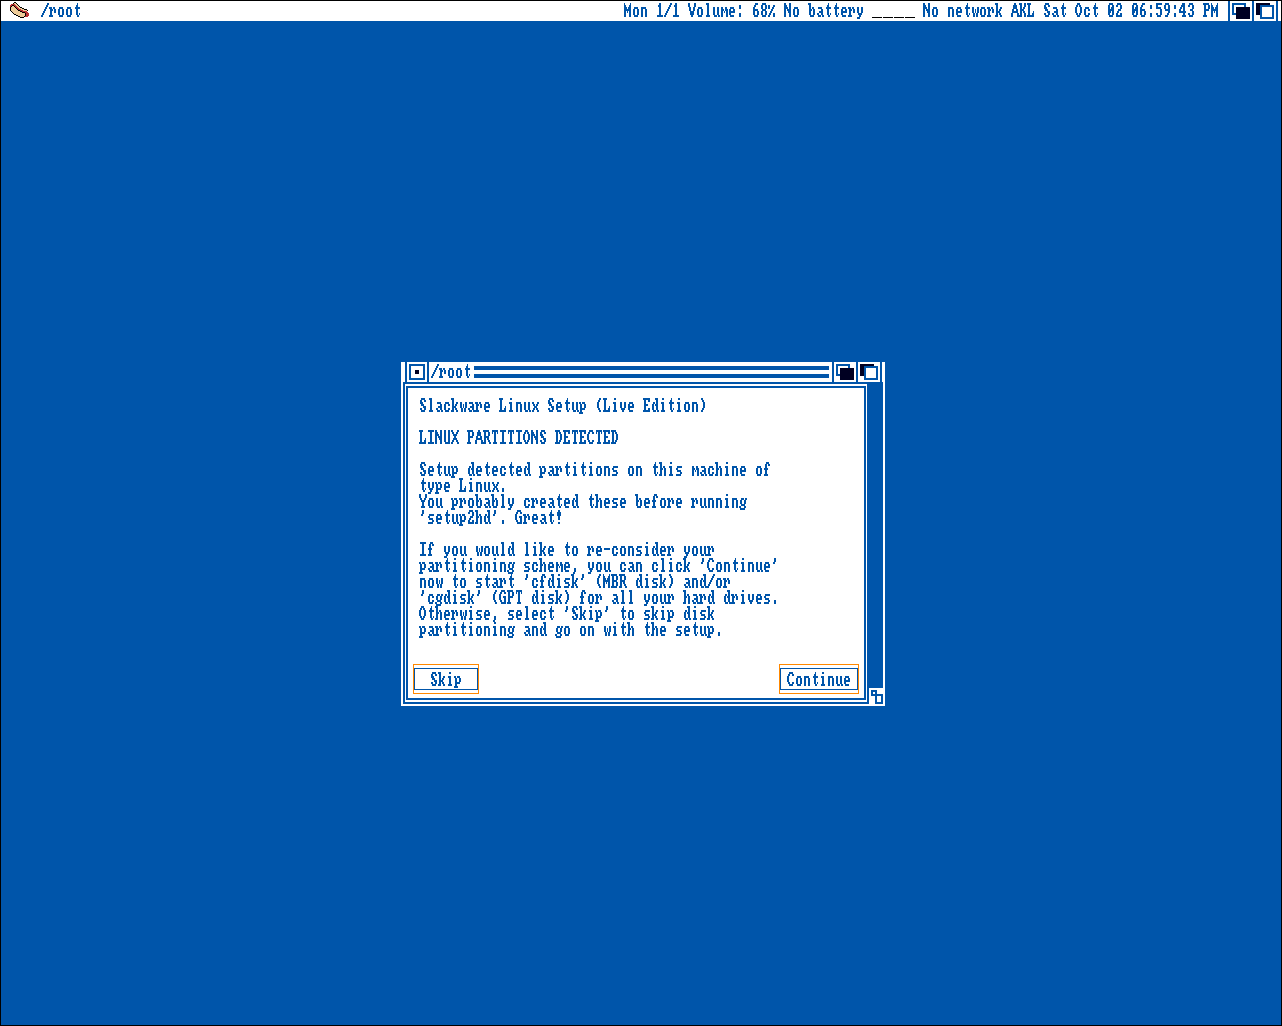 /root
Mon 1/1 Volume: 68% No battery ____ No network AKL Sat Oct 02 06:59:43 PM
/root
Slackware Linux Setup (Live Edition)
LINUX PARTITIONS DETECTED
Setup detected partitions on this machine of
type Linux.
You probably created these before running
'setup2hd'. Great!
If you would like to re-consider your
partitioning scheme, you can click 'Continue'
now to start 'cfdisk' (MBR disk) and/or
'cgdisk' (GPT disk) for all your hard drives.
Otherwise, select 'Skip' to skip disk
partitioning and go on with the setup.
Skip
Continue